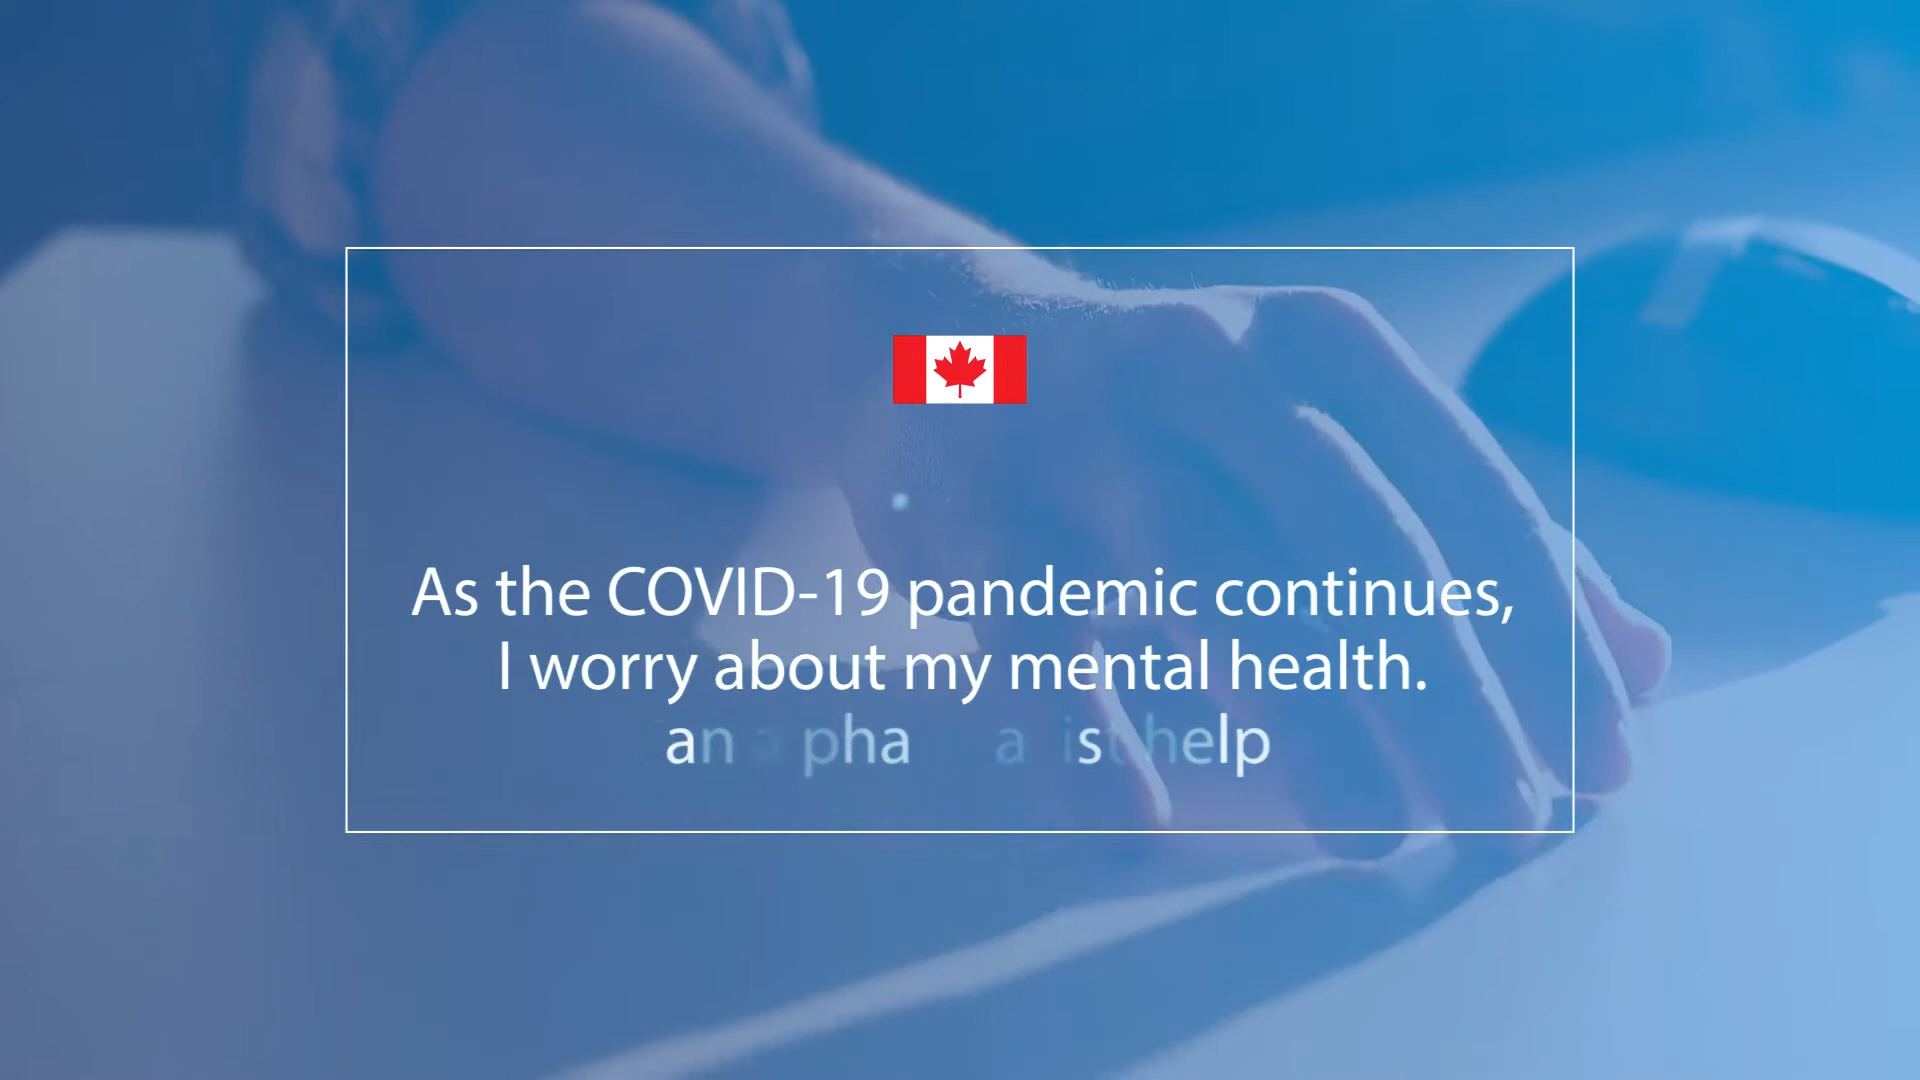 As the COVID-19 pandemic continues,
I worry about my mental health.
help